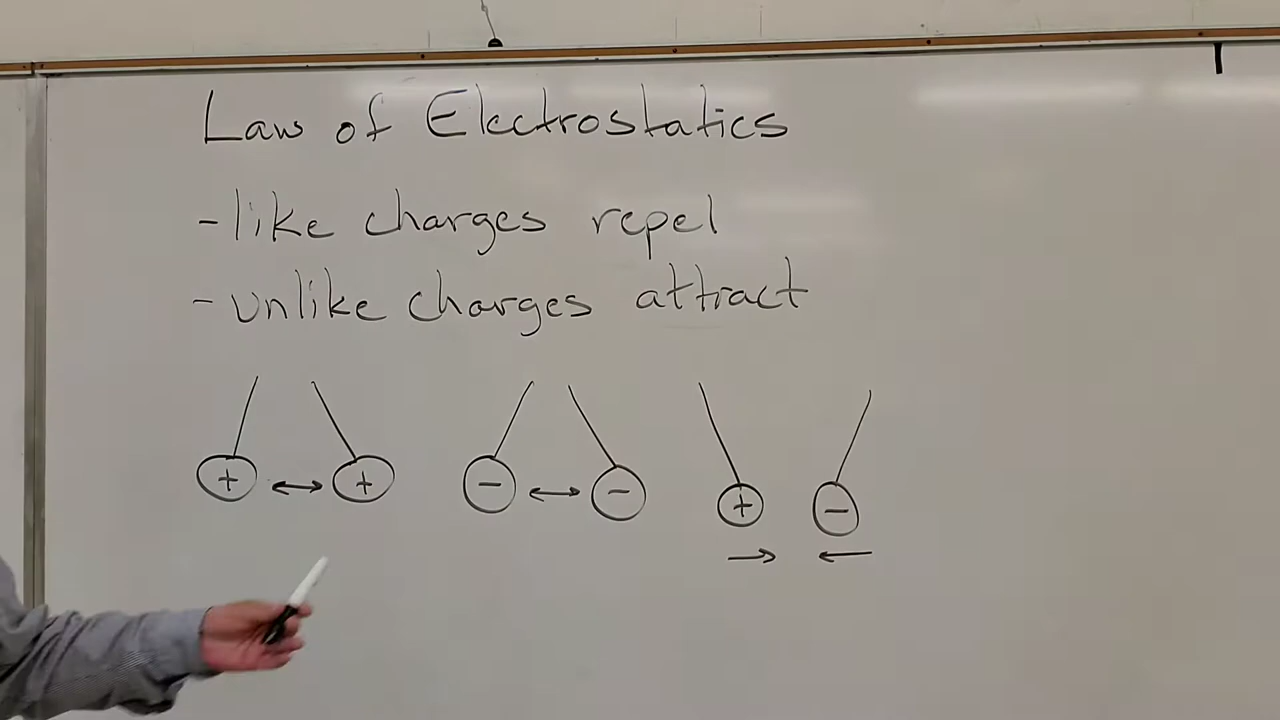 Law of Electrostatics
-like charges repel
-unlike charges attract
+ ↔ + - ↔ - + -
→ ←